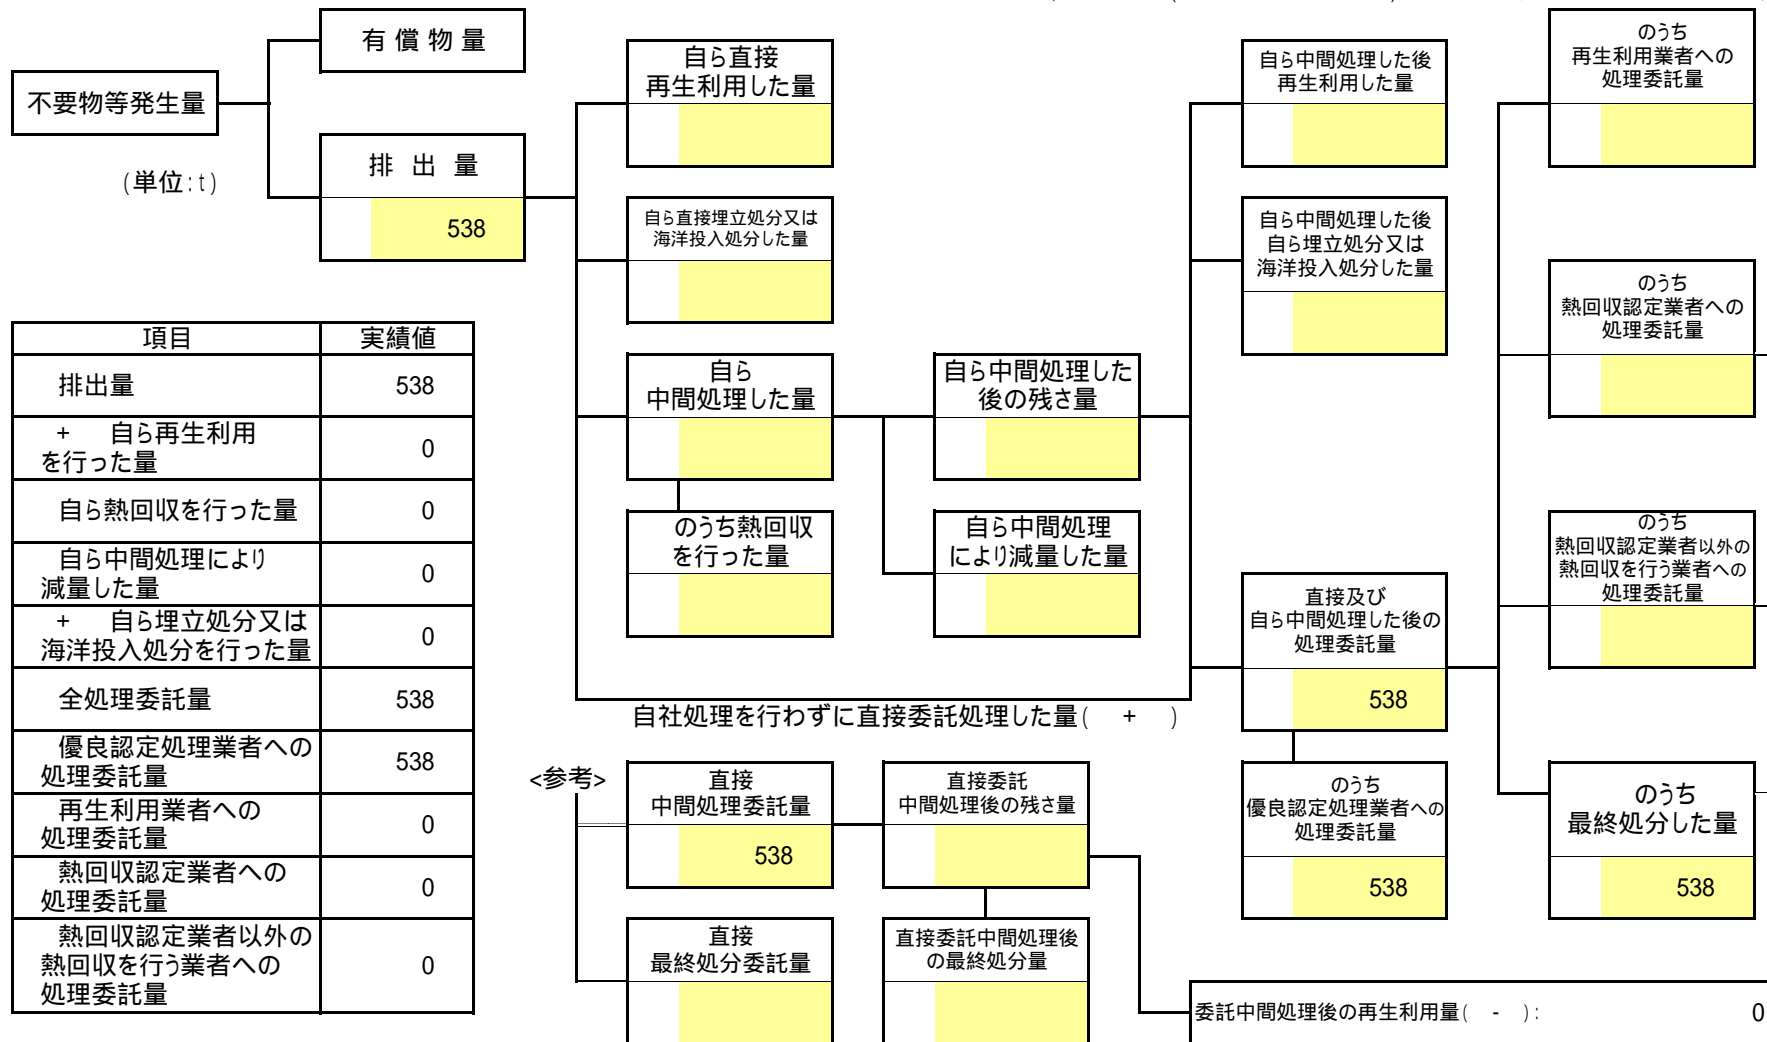 有 償 物 量
不要物等発生量
(単位:t)
排 出 量
538
自ら直接
再生利用した量
自ら直接埋立処分又は
海洋投入処分した量
自ら
中間処理した量
のうち熱回収
を行った量
自ら中間処理した
後の残さ量
自ら中間処理
により減量した量
自ら中間処理した後
再生利用した量
自ら中間処理した後
自ら埋立処分又は
海洋投入処分した量
直接及び
自ら中間処理した後の
処理委託量
538
のうち
優良認定処理業者への
処理委託量
538
のうち
再生利用業者への
処理委託量
のうち
熱回収認定業者への
処理委託量
のうち
熱回収認定業者以外の
熱回収を行う業者への
処理委託量
のうち
最終処分した量
538
項目 実績値
排出量 538
+ 自ら再生利用
を行った量 0
自ら熱回収を行った量 0
自ら中間処理により
減量した量 0
+ 自ら埋立処分又は
海洋投入処分を行った量 0
全処理委託量 538
優良認定処理業者への
処理委託量 538
再生利用業者への
処理委託量 0
熱回収認定業者への
処理委託量 0
熱回収認定業者以外の
熱回収を行う業者への
処理委託量 0
自社処理を行わずに直接委託処理した量( + )
<参考>
直接
中間処理委託量
538
直接委託
中間処理後の残さ量
直接
最終処分委託量
直接委託中間処理後
の最終処分量
委託中間処理後の再生利用量( - ): 0